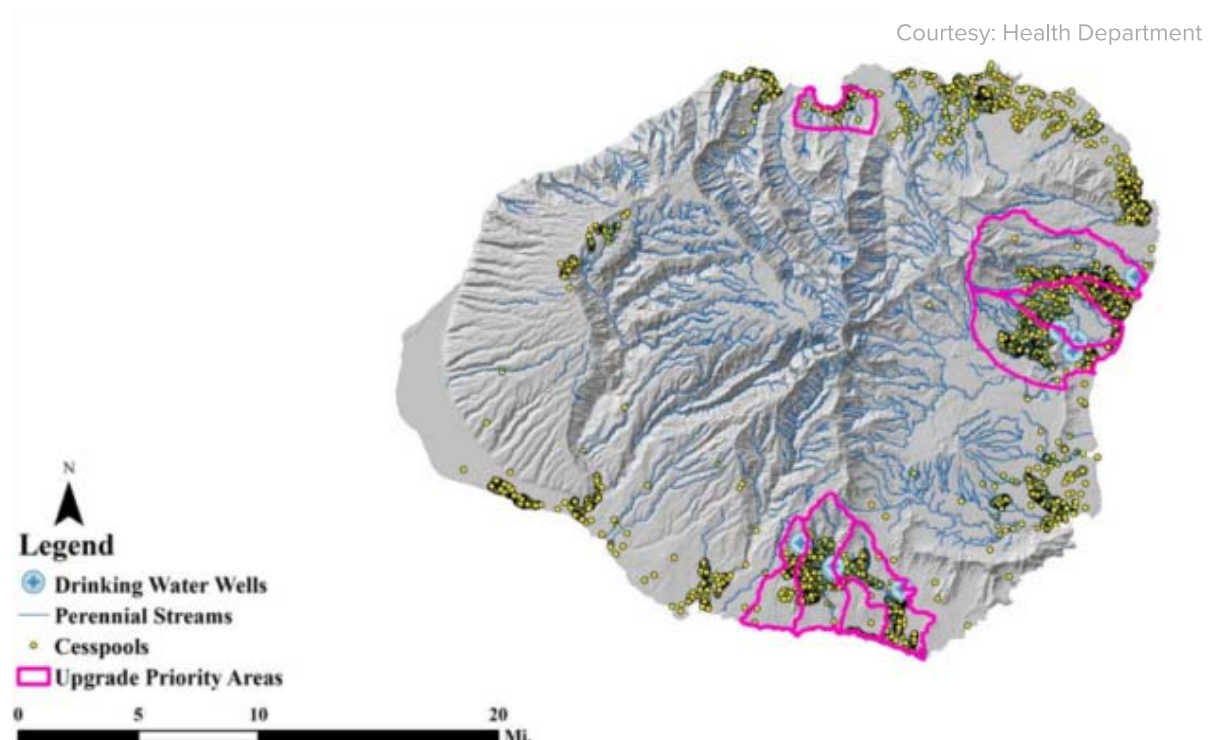 Courtesy: Health Department
N
Legend
Drinking Water Wells
Perennial Streams
Cesspools
Upgrade Priority Areas
0 5 10 20
Mi.